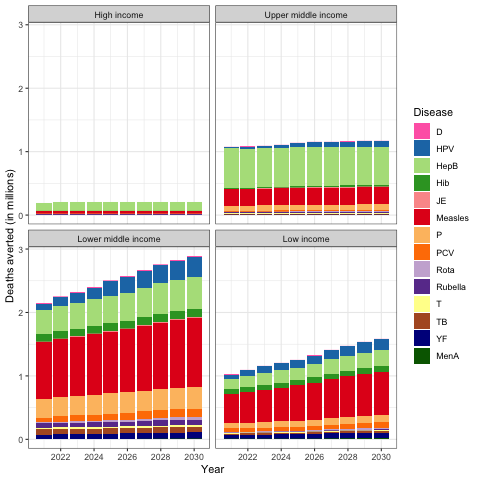 High income
Upper middle income
3
2
1
0
Lower middle income
Low income
3
2
1
0
2022
2024
2026
2028
2030
2022
2024
2026
2028
2030
Year
Deaths averted (in millions)
Disease
D
HPV
HepB
Hib
JE
Measles
P
PCV
Rota
Rubella
T
TB
YF
MenA